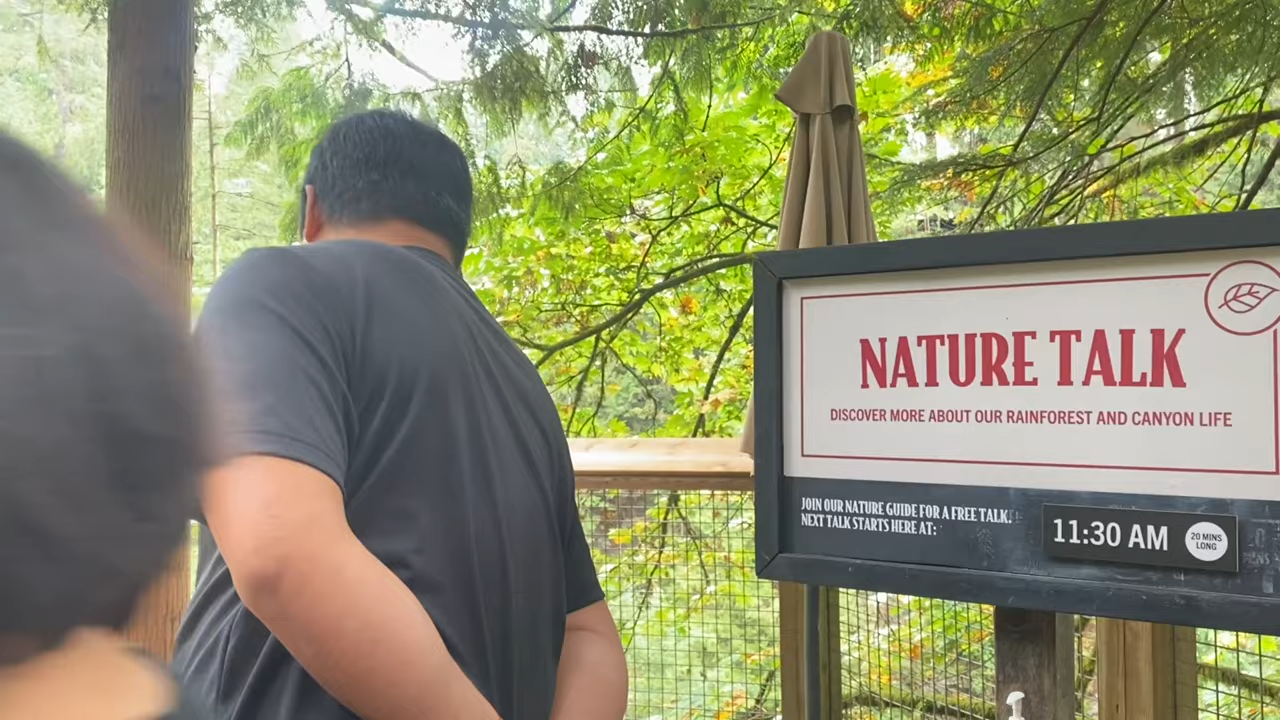 NATURE TALK
DISCOVER MORE ABOUT OUR RAINFOREST AND CANYON LIFE
JOIN OUR NATURE GUIDE FOR A FREE TALK.
NEXT TALK STARTS HERE AT:
11:30 AM
20 MINS
LONG